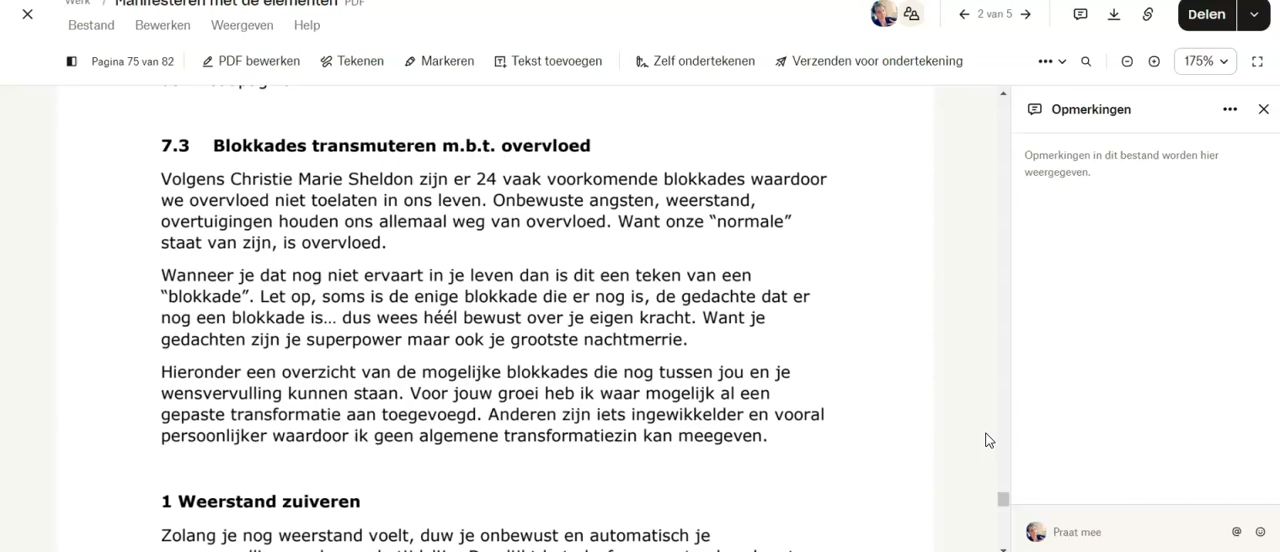 Werk / Manifesteren met de elementen PDF
Bestand Bewerken Weergeven Help
2 van 5
Delen
Pagina 75 van 82 PDF bewerken Tekenen Markeren Tekst toevoegen Zelf ondertekenen Verzenden voor ondertekening
175%
7.3 Blokkades transmuteren m.b.t. overvloed
Volgens Christie Marie Sheldon zijn er 24 vaak voorkomende blokkades waardoor
we overvloed niet toelaten in ons leven. Onbewuste angsten, weerstand,
overtuigingen houden ons allemaal weg van overvloed. Want onze “normale”
staat van zijn, is overvloed.
Wanneer je dat nog niet ervaart in je leven dan is dit een teken van een
“blokkade”. Let op, soms is de enige blokkade die er nog is, de gedachte dat er
nog een blokkade is... dus wees héél bewust over je eigen kracht. Want je
gedachten zijn je superpower maar ook je grootste nachtmerrie.
Hieronder een overzicht van de mogelijke blokkades die nog tussen jou en je
wensvervulling kunnen staan. Voor jouw groei heb ik waar mogelijk al een
gepaste transformatie aan toegevoegd. Anderen zijn iets ingewikkelder en vooral
persoonlijker waardoor ik geen algemene transformatiezin kan meegeven.
1 Weerstand zuiveren
Zolang je nog weerstand voelt, duw je onbewust en automatisch je
Opmerkingen
Opmerkingen in dit bestand worden hier
weergegeven.
Praat mee